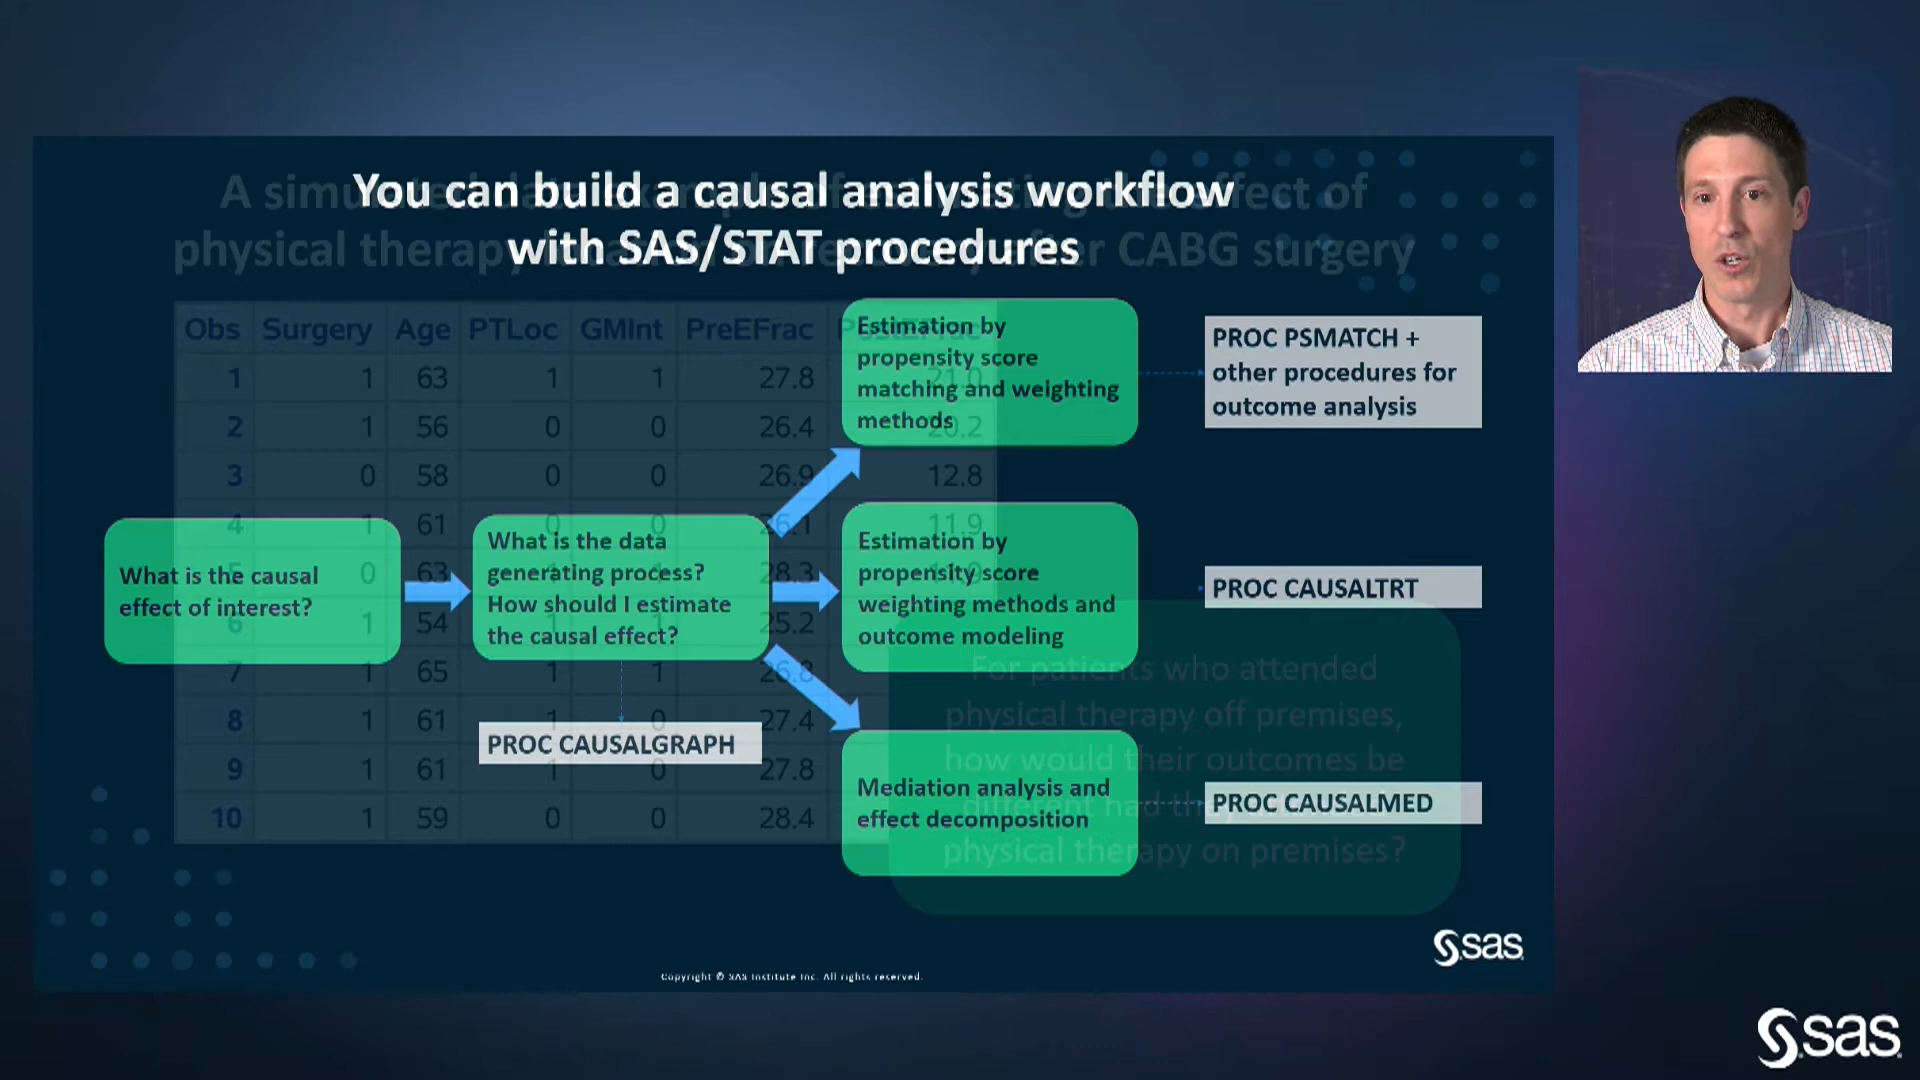 You can build a causal analysis workflow
with SAS/STAT procedures
A simu
effect of
physical therapy
after CABG surgery
Obs Surgery Age PTLoc GMInt PreEFrac
1 1 63 1 1 27.8 21.0
2 1 56 0 0 26.4 20.2
3 0 58 0 0 26.9 12.8
4 1 61 0 0 26.1 11.9
5 0 63 28.3
6 1 54 25.2
7 1 65 1 1 26.8
8 1 61 1 0 27.4
9 1 61 1 0 27.8
10 1 59 0 0 28.4
What is the causal
effect of interest?
What is the data
generating process?
How should I estimate
the causal effect?
PROC CAUSALGRAPH
Estimation by
propensity score
matching and weighting
methods
PROC PSMATCH +
other procedures for
outcome analysis
Estimation by
propensity score
weighting methods and
outcome modeling
PROC CAUSALTRT
Mediation analysis and
effect decomposition
PROC CAUSALMED
For patients who attended
physical therapy off premises,
how would their outcomes be
different had they
physical therapy on premises?
sas
Copyright © SAS Institute Inc. All rights reserved.
sas